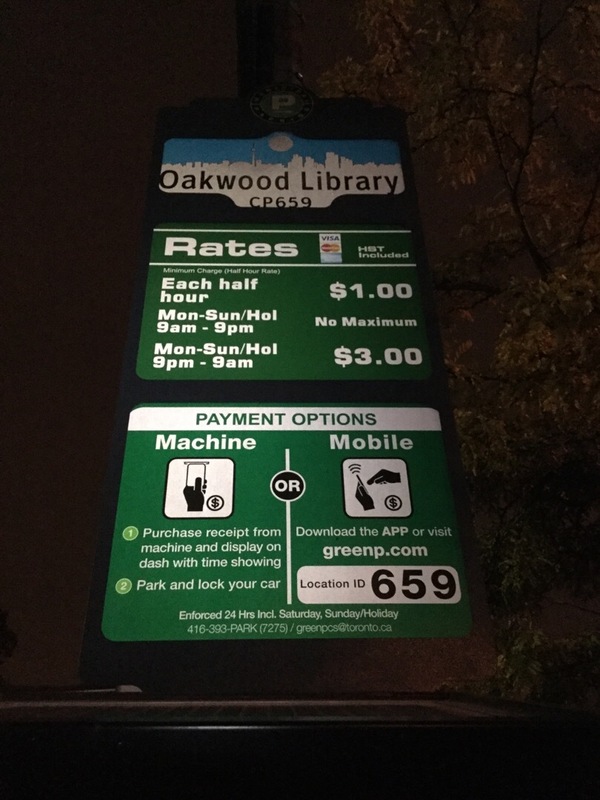 P
Oakwood Library
CP659
Rates
VISA
HST
Included
Minimum Charge (Half Hour Rate)
Each half
hour
$1.00
Mon-Sun/Hol
9am - 9pm
No Maximum
Mon-Sun/Hol
9pm - 9am
$3.00
PAYMENT OPTIONS
Machine
Mobile
$
OR
$
1 Purchase receipt from
machine and display on
dash with time showing
2 Park and lock your car
Download the APP or visit
greenp.com
Location ID 659
Enforced 24 Hrs Incl. Saturday, Sunday/Holiday
416-393-PARK (7275) / greenpcs@toronto.ca